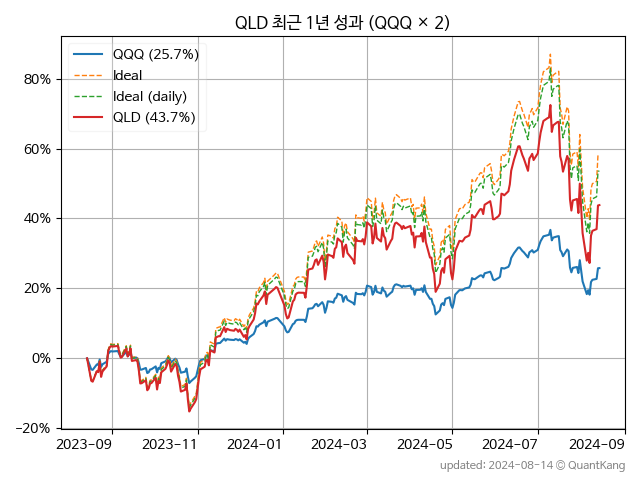 QLD 최근 1년 성과 (QQQ × 2)
QQQ (25.7%)
Ideal
Ideal (daily)
QLD (43.7%)
80%
60%
40%
20%
0%
−20%
2023-09 2023-11 2024-01 2024-03 2024-05 2024-07 2024-09
updated: 2024-08-14 © QuantKang